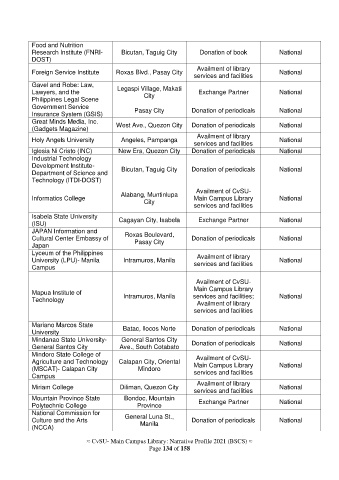 Food and Nutrition
Research Institute (FNRI-
DOST)
Bicutan, Taguig City
Donation of book
National
Foreign Service Institute
Roxas Blvd., Pasay City
Availment of library
services and facilities
National
Gavel and Robe: Law,
Lawyers, and the
Philippines Legal Scene
Legaspi Village, Makati
City
Exchange Partner
National
Government Service
Insurance System (GSIS)
Pasay City
Donation of periodicals
National
Great Minds Media, Inc.
(Gadgets Magazine)
West Ave., Quezon City
Donation of periodicals
National
Holy Angels University
Angeles, Pampanga
Availment of library
services and facilities
National
Iglesia Ni Cristo (INC)
New Era, Quezon City
Donation of periodicals
National
Industrial Technology
Development Institute-
Department of Science and
Technology (ITDI-DOST)
Bicutan, Taguig City
Donation of periodicals
National
Informatics College
Alabang, Muntinlupa
City
Availment of CvSU-
Main Campus Library
services and facilities
National
Isabela State University
(ISU)
Cagayan City, Isabela
Exchange Partner
National
JAPAN Information and
Cultural Center Embassy of
Japan
Roxas Boulevard,
Pasay City
Donation of periodicals
National
Lyceum of the Philippines
University (LPU)- Manila
Campus
Intramuros, Manila
Availment of library
services and facilities
National
Mapua Institute of
Technology
Intramuros, Manila
Availment of CvSU-
Main Campus Library
services and facilities;
Availment of library
services and facilities
National
Mariano Marcos State
University
Batac, Ilocos Norte
Donation of periodicals
National
Mindanao State University-
General Santos City
General Santos City
Ave., South Cotabato
Donation of periodicals
National
Mindoro State College of
Agriculture and Technology
(MSCAT)- Calapan City
Campus
Calapan City, Oriental
Mindoro
Availment of CvSU-
Main Campus Library
services and facilities
National
Miriam College
Diliman, Quezon City
Availment of library
services and facilities
National
Mountain Province State
Polytechnic College
Bondoc, Mountain
Province
Exchange Partner
National
National Commission for
Culture and the Arts
(NCCA)
General Luna St.,
Manila
Donation of periodicals
National
= CvSU- Main Campus Library: Narrative Profile 2021 (BSCS) =
Page 134 of 158